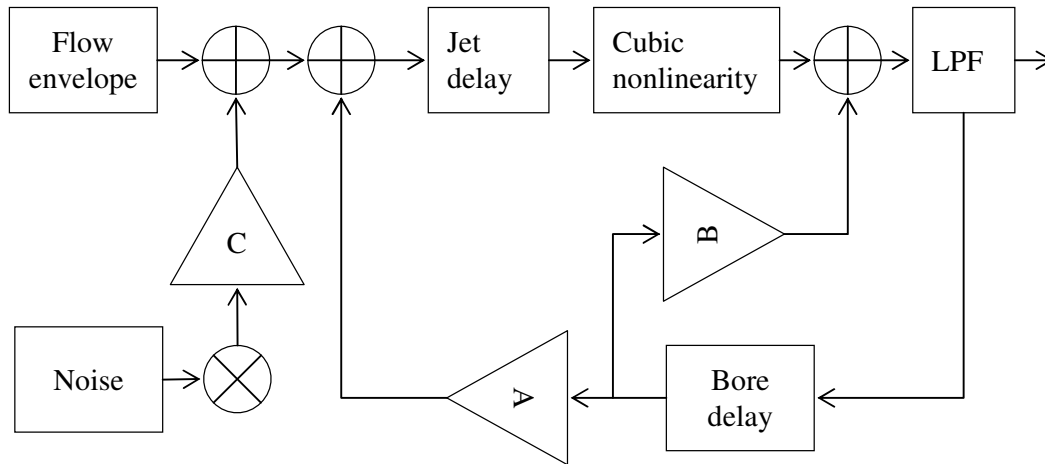 Flow
envelope
Jet
delay
Cubic
nonlinearity
LPF
C
B
Noise
A
Bore
delay